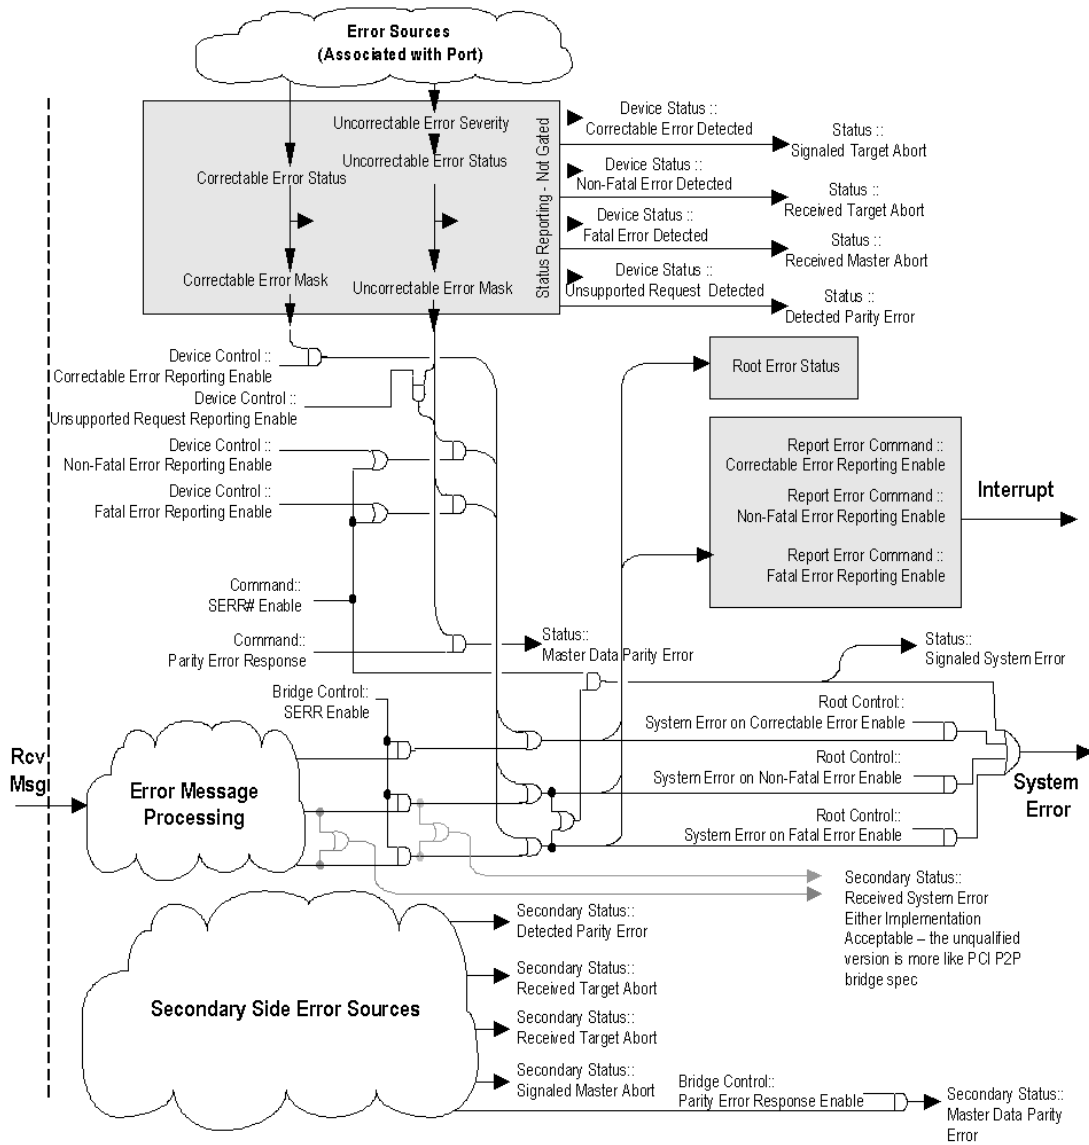 Error Sources
(Associated with Port)
Uncorrectable Error Severity
Uncorrectable Error Status
Correctable Error Status
Correctable Error Mask
Uncorrectable Error Mask
Status Reporting - Not Gated
Device Status ::
Correctable Error Detected
Status ::
Signaled Target Abort
Device Status ::
Non-Fatal Error Detected
Status ::
Received Target Abort
Device Status ::
Fatal Error Detected
Status ::
Received Master Abort
Device Status ::
Unsupported Request Detected
Status ::
Detected Parity Error
Device Control ::
Correctable Error Reporting Enable
Device Control ::
Unsupported Request Reporting Enable
Device Control ::
Non-Fatal Error Reporting Enable
Device Control ::
Fatal Error Reporting Enable
Root Error Status
Report Error Command ::
Correctable Error Reporting Enable
Report Error Command ::
Non-Fatal Error Reporting Enable
Report Error Command ::
Fatal Error Reporting Enable
Interrupt
Command::
SERR# Enable
Command::
Parity Error Response
Status::
Master Data Parity Error
Status::
Signaled System Error
Bridge Control::
SERR Enable
Root Control::
System Error on Correctable Error Enable
Root Control::
System Error on Non-Fatal Error Enable
Root Control::
System Error on Fatal Error Enable
System
Error
Rcv
Msg
Error Message
Processing
Secondary Status::
Received System Error
Either Implementation
Acceptable – the unqualified
version is more like PCI P2P
bridge spec
Secondary Side Error Sources
Secondary Status::
Detected Parity Error
Secondary Status::
Received Target Abort
Secondary Status::
Received Target Abort
Secondary Status::
Signaled Master Abort
Bridge Control::
Parity Error Response Enable
Secondary Status::
Master Data Parity
Error